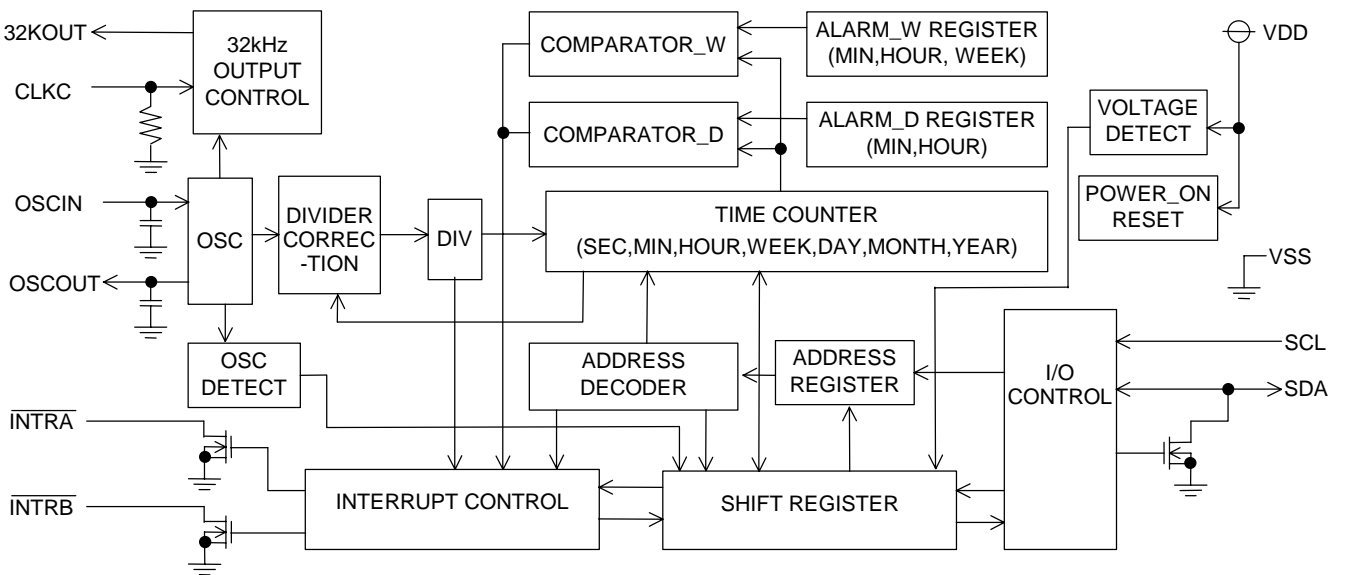 32KOUT
CLKC
32kHz
OUTPUT
CONTROL
COMPARATOR_W
ALARM_W REGISTER
(MIN,HOUR, WEEK)
VDD
COMPARATOR_D
ALARM_D REGISTER
(MIN,HOUR)
VOLTAGE
DETECT
POWER_ON
RESET
OSCIN
OSCOUT
OSC
DIVIDER
CORREC
-TION
DIV
TIME COUNTER
(SEC,MIN,HOUR,WEEK,DAY,MONTH,YEAR)
VSS
OSC
DETECT
ADDRESS
DECODER
ADDRESS
REGISTER
I/O
CONTROL
SCL
SDA
INTRA
INTRB
INTERRUPT CONTROL
SHIFT REGISTER